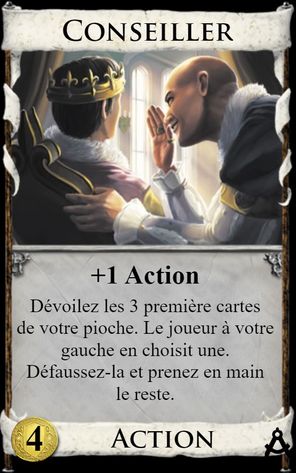 CONSEILLER
+1 Action
Dévoilez les 3 première cartes
de votre pioche. Le joueur à votre
gauche en choisit une.
Défaussez-la et prenez en main
le reste.
4
ACTION